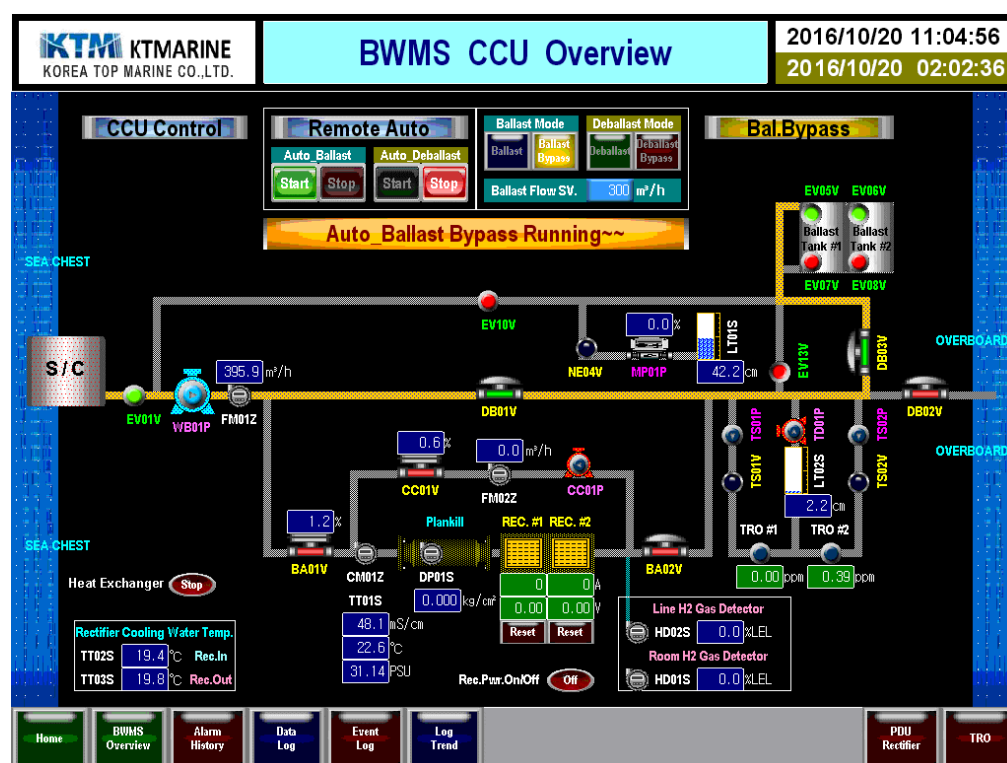 KTM KTMARINE
KOREA TOP MARINE CO.,LTD.
BWMS CCU Overview
2016/10/20 11:04:56
2016/10/20 02:02:36
CCU Control
Remote Auto
Auto_Ballast Auto_Deballast
Start Stop Start Stop
Ballast Mode Deballast Mode
Ballast Ballast Bypass Deballast Deballast Bypass
Ballast Flow SV. 300 m³/h
Bal.Bypass
Auto_Ballast Bypass Running~~
EV05V EV06V
Ballast Tank #1 Ballast Tank #2
EV07V EV08V
SEA CHEST
EV10V
0.0 %
LT01S
NE04V MP01P 42.2 cm
EV13V
DB03V
OVERBOARD
S/C
395.9 m³/h
EV01V WB01P FM01Z
DB01V
DB02V
0.6 %
0.0 m³/h
CC01V FM02Z CC01P
TS01P TD01P TS02P
TS01V LT02S TS02V
OVERBOARD
2.2 cm
1.2 %
Plankill REC. #1 REC. #2
TRO #1 TRO #2
SEA CHEST
BA01V CM01Z DP01S BA02V
0.00 ppm 0.39 ppm
Heat Exchanger Stop
TT01S 0.000 kg/cm²
0 0 A
0.00 0.00 V
Reset Reset
48.1 mS/cm
22.6 ℃
31.14 PSU
Rectifier Cooling Water Temp.
TT02S 19.4 ℃ Rec.In
TT03S 19.8 ℃ Rec.Out
Rec.Pwr.On/Off Off
Line H2 Gas Detector
HD02S 0.0 %LEL
Room H2 Gas Detector
HD01S 0.0 %LEL
Home BWMS Overview Alarm History Data Log Event Log Log Trend PDU Rectifier TRO